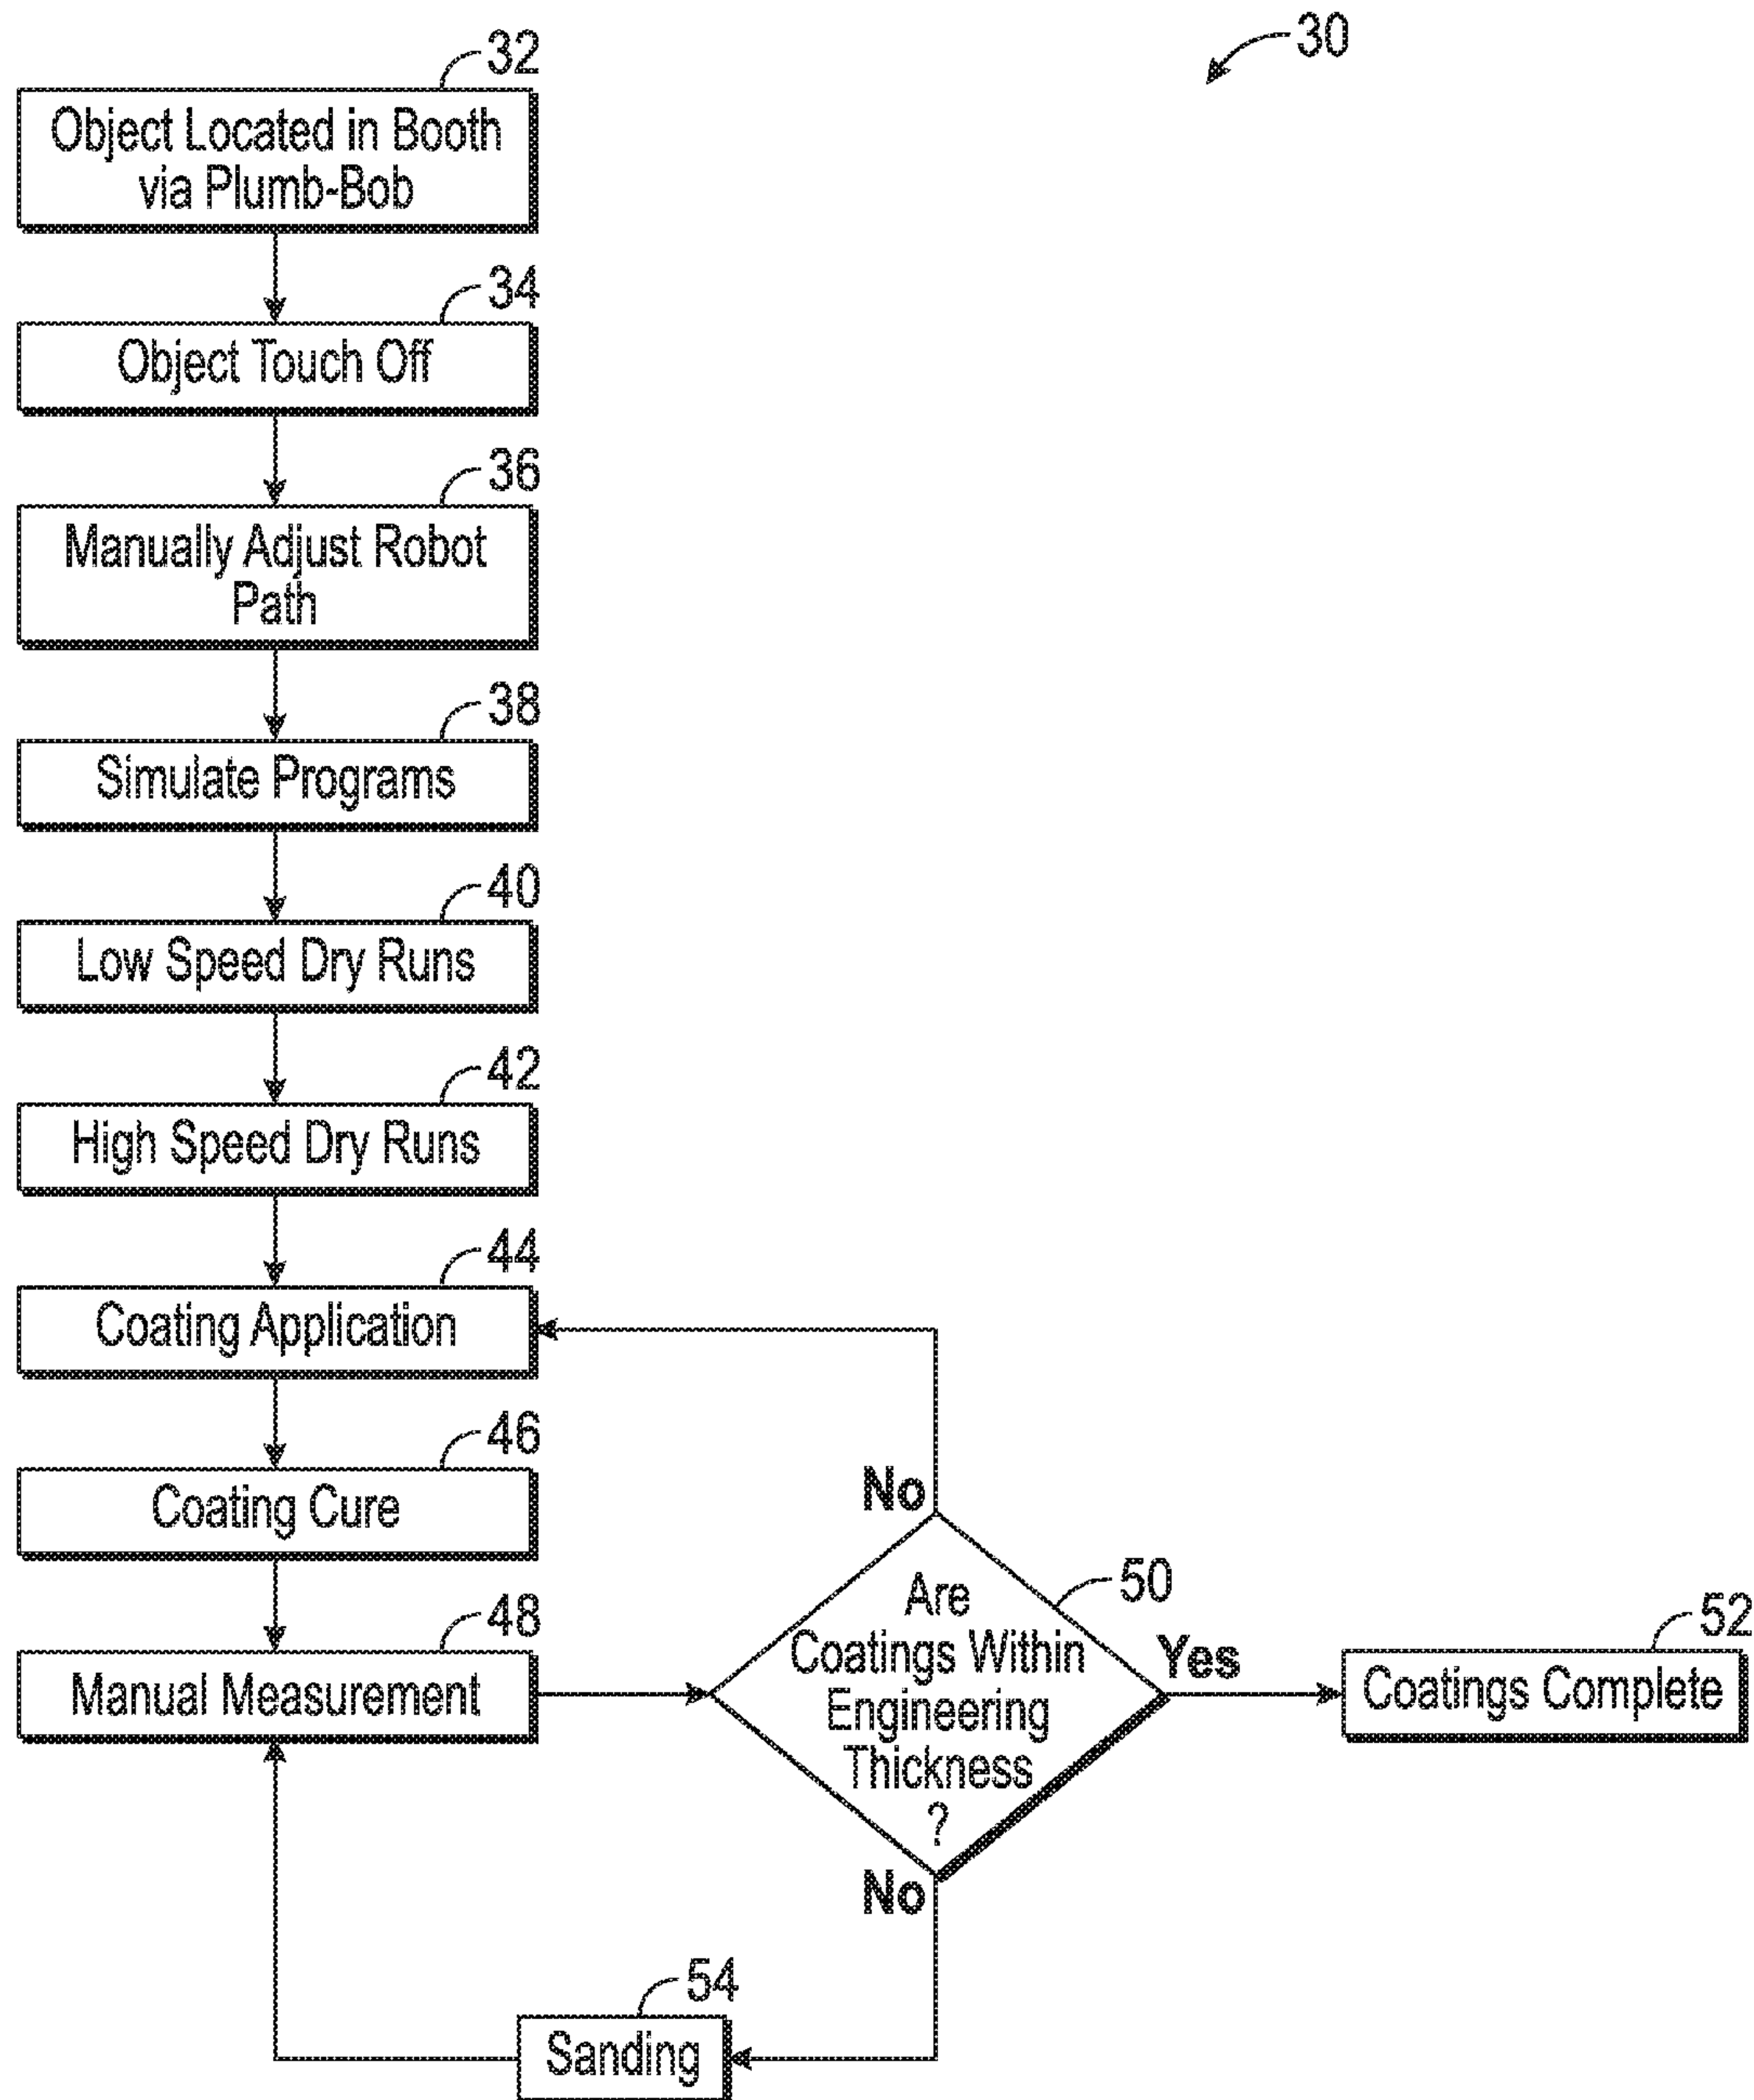 30
32
Object Located in Booth
via Plumb-Bob
34
Object Touch Off
36
Manually Adjust Robot
Path
38
Simulate Programs
40
Low Speed Dry Runs
42
High Speed Dry Runs
44
Coating Application
46
Coating Cure
48
Manual Measurement
No
50
Are
Coatings Within
Engineering
Thickness
?
Yes
52
Coatings Complete
No
54
Sanding